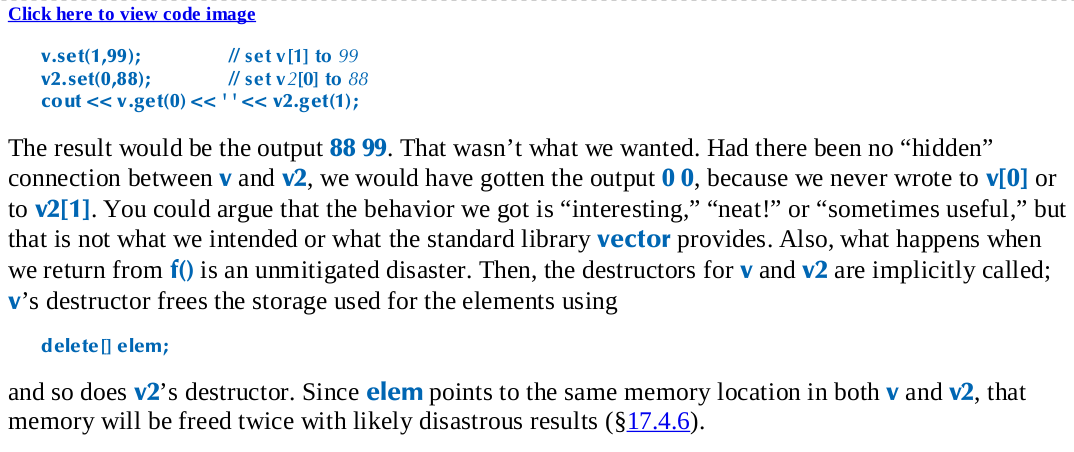 Click here to view code image
v.set(1,99); // set v[1] to 99
v2.set(0,88); // set v2[0] to 88
cout << v.get(0) << ' ' << v2.get(1);
The result would be the output 88 99. That wasn’t what we wanted. Had there been no “hidden”
connection between v and v2, we would have gotten the output 0 0, because we never wrote to v[0] or
to v2[1]. You could argue that the behavior we got is “interesting,” “neat!” or “sometimes useful,” but
that is not what we intended or what the standard library vector provides. Also, what happens when
we return from f() is an unmitigated disaster. Then, the destructors for v and v2 are implicitly called;
v’s destructor frees the storage used for the elements using
delete[] elem;
and so does v2’s destructor. Since elem points to the same memory location in both v and v2, that
memory will be freed twice with likely disastrous results (§17.4.6).